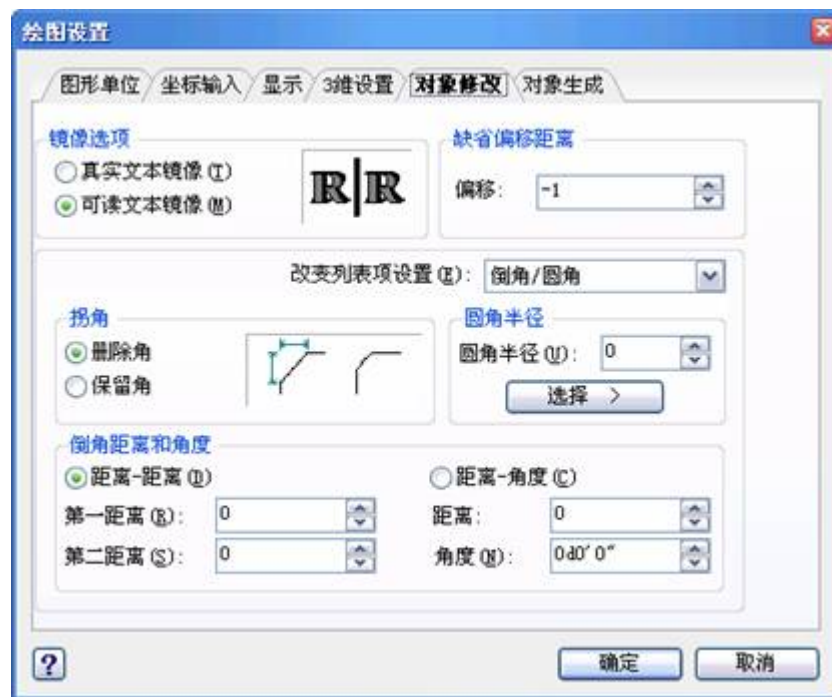 绘图设置
图形单位 坐标输入 显示 3维设置 对象修改 对象生成
镜像选项 缺省偏移距离
真实文本镜像(T)
可读文本镜像(M)
R R
偏移: -1
改变列表项设置(E): 倒角/圆角
拐角 圆角半径
删除角
保留角
圆角半径(U): 0
选择 >
倒角距离和角度
距离-距离(D) 距离-角度(C)
第一距离(R): 0 距离: 0
第二距离(S): 0 角度(N): 0d0'0"
? 确定 取消